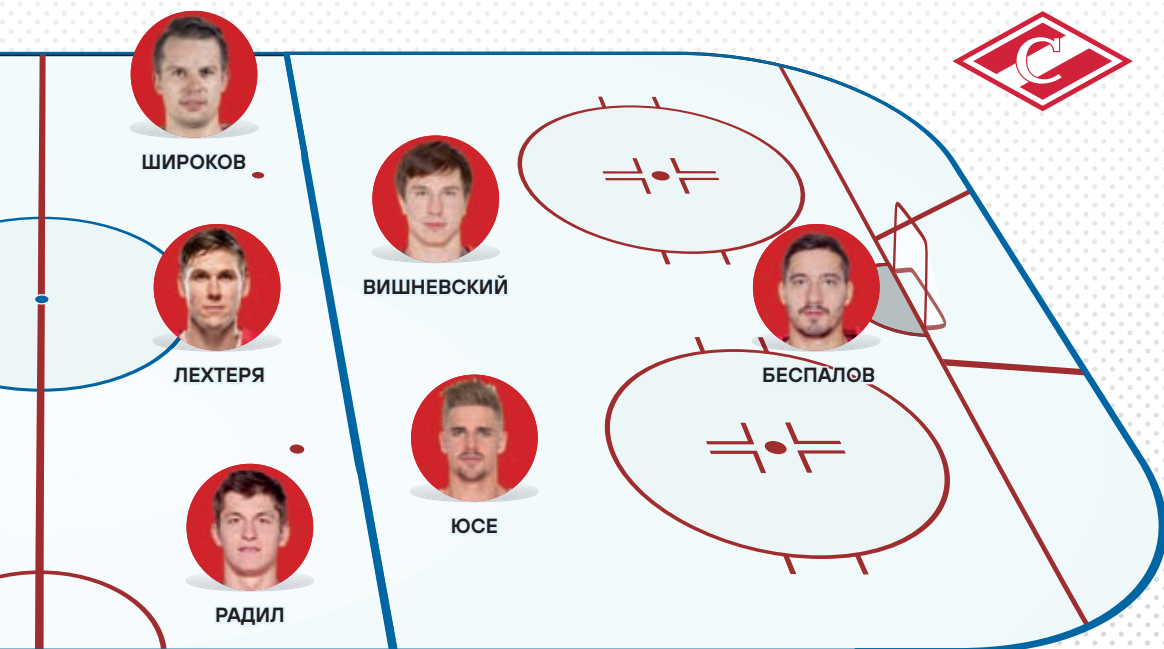 С
ШИРОКОВ
ВИШНЕВСКИЙ
ЛЕХТЕРЯ
БЕСПАЛОВ
ЮСЕ
РАДИЛ